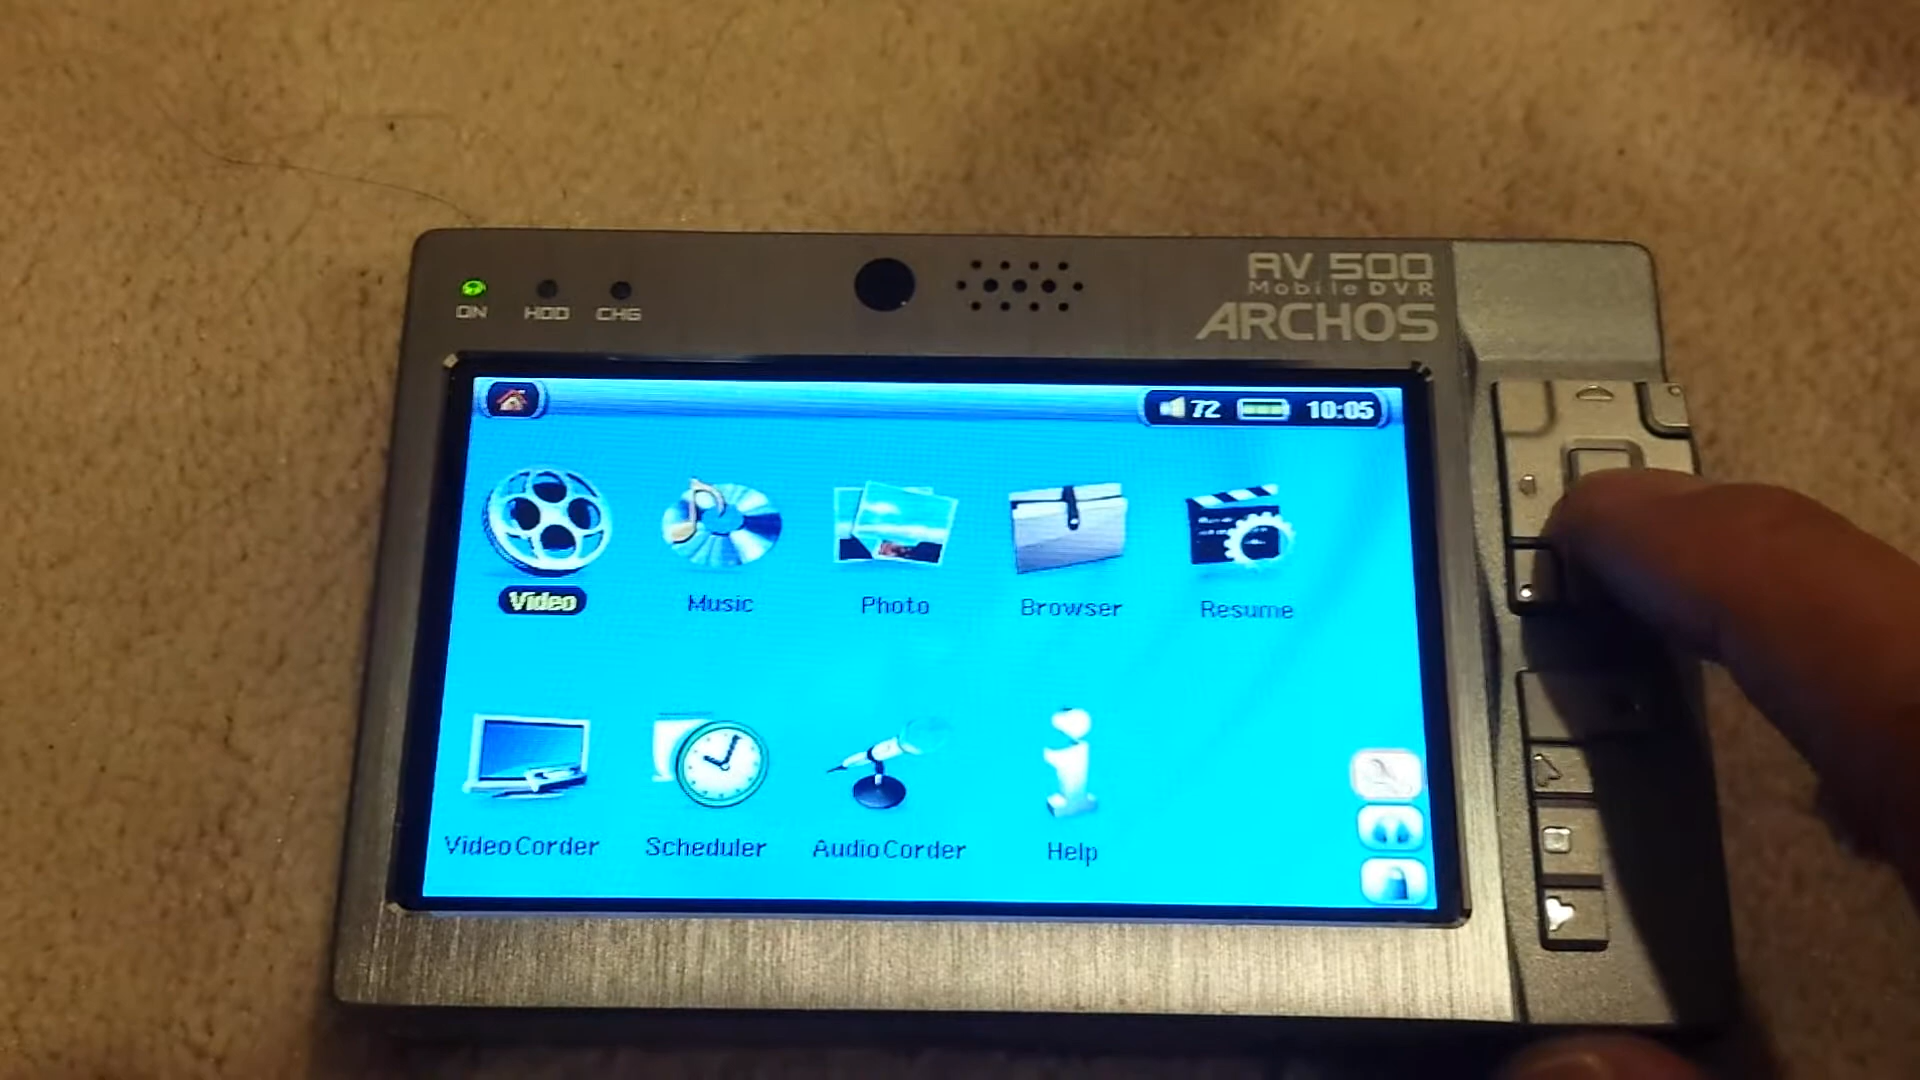 AV 500
Mobile DVR
ARCHOS
ON HDD CHG
72 10:05
Video Music Photo Browser Resume
VideoCorder Scheduler AudioCorder Help